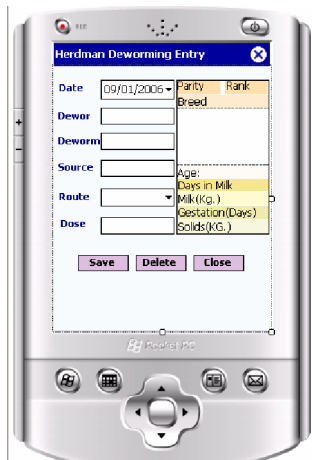 REC
Herdman Deworming Entry
Date 09/01/2006 Parity Rank
Breed
Dewor
Deworm
Source
Age:
Days in Milk
Route Milk(Kg.)
Gestation(Days)
Dose Solids(KG.)
Save Delete Close
Pocket PC